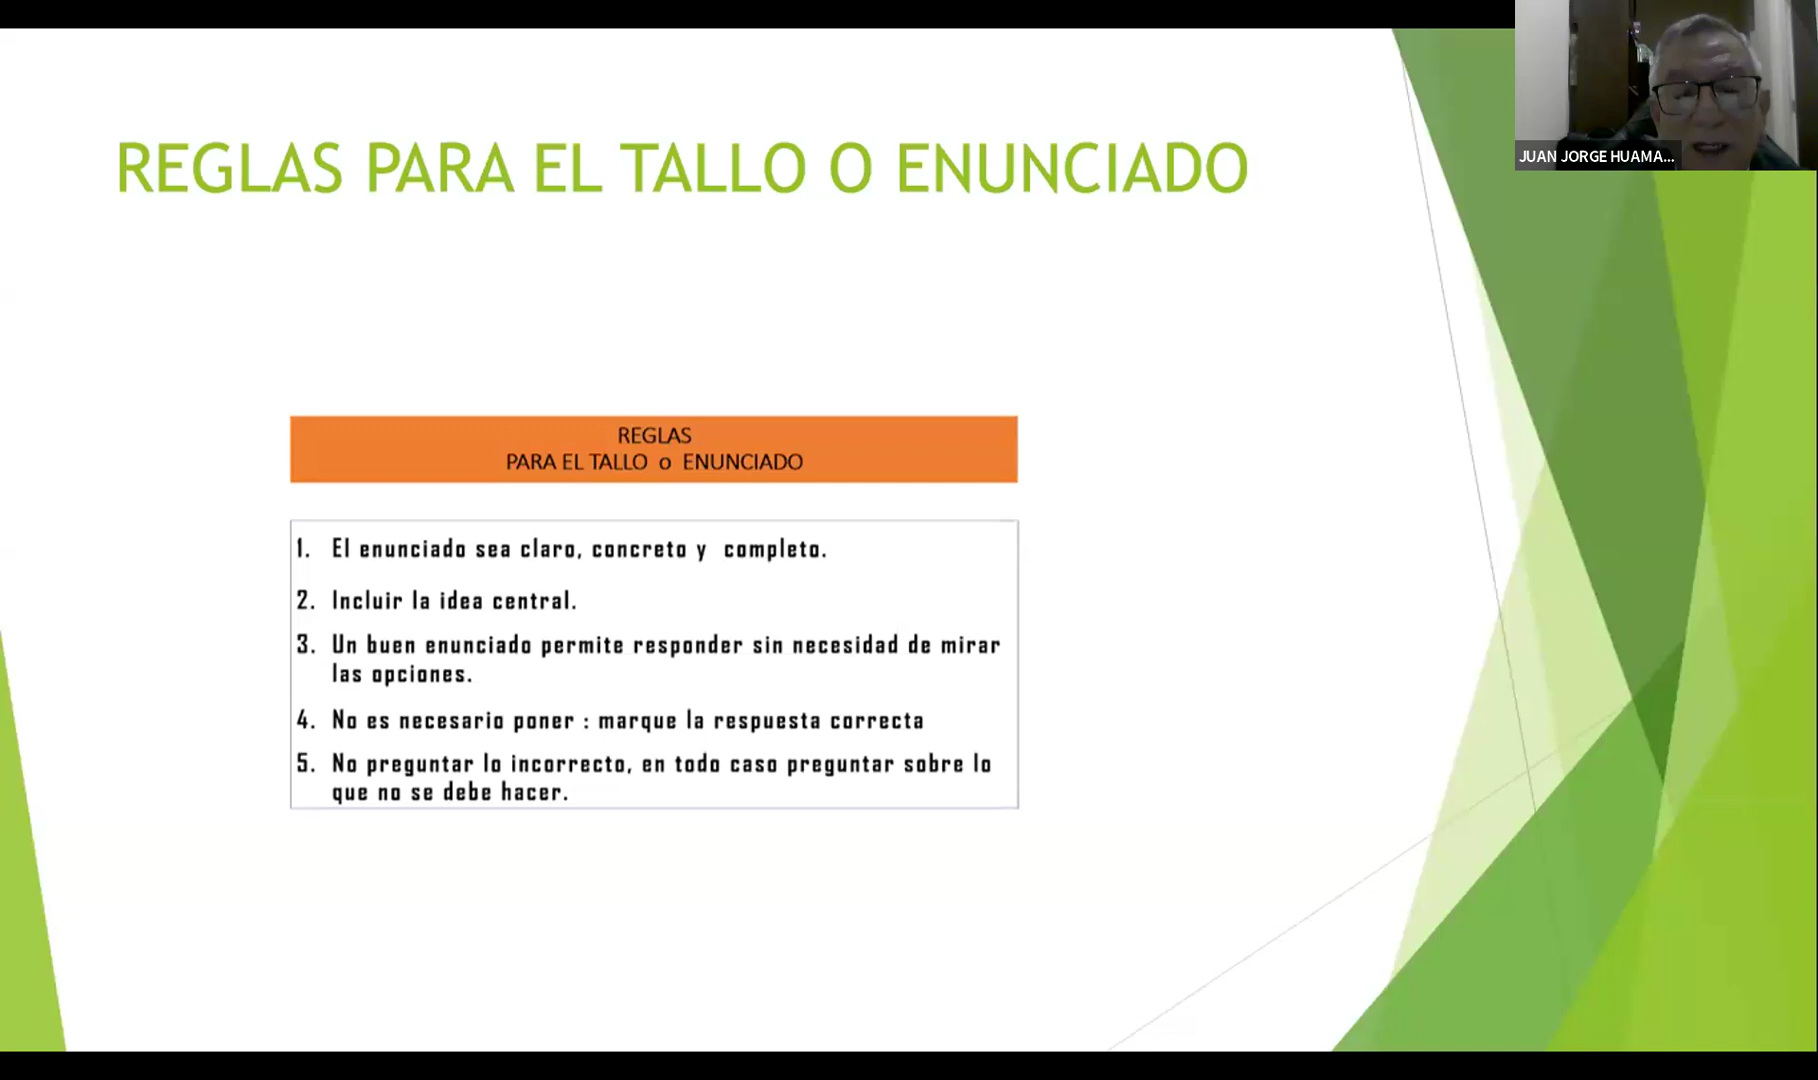 JUAN JORGE HUAMA...
REGLAS PARA EL TALLO O ENUNCIADO
REGLAS
PARA EL TALLO o ENUNCIADO
1. El enunciado sea claro, concreto y completo.
2. Incluir la idea central.
3. Un buen enunciado permite responder sin necesidad de mirar
las opciones.
4. No es necesario poner : marque la respuesta correcta
5. No preguntar lo incorrecto, en todo caso preguntar sobre lo
que no se debe hacer.